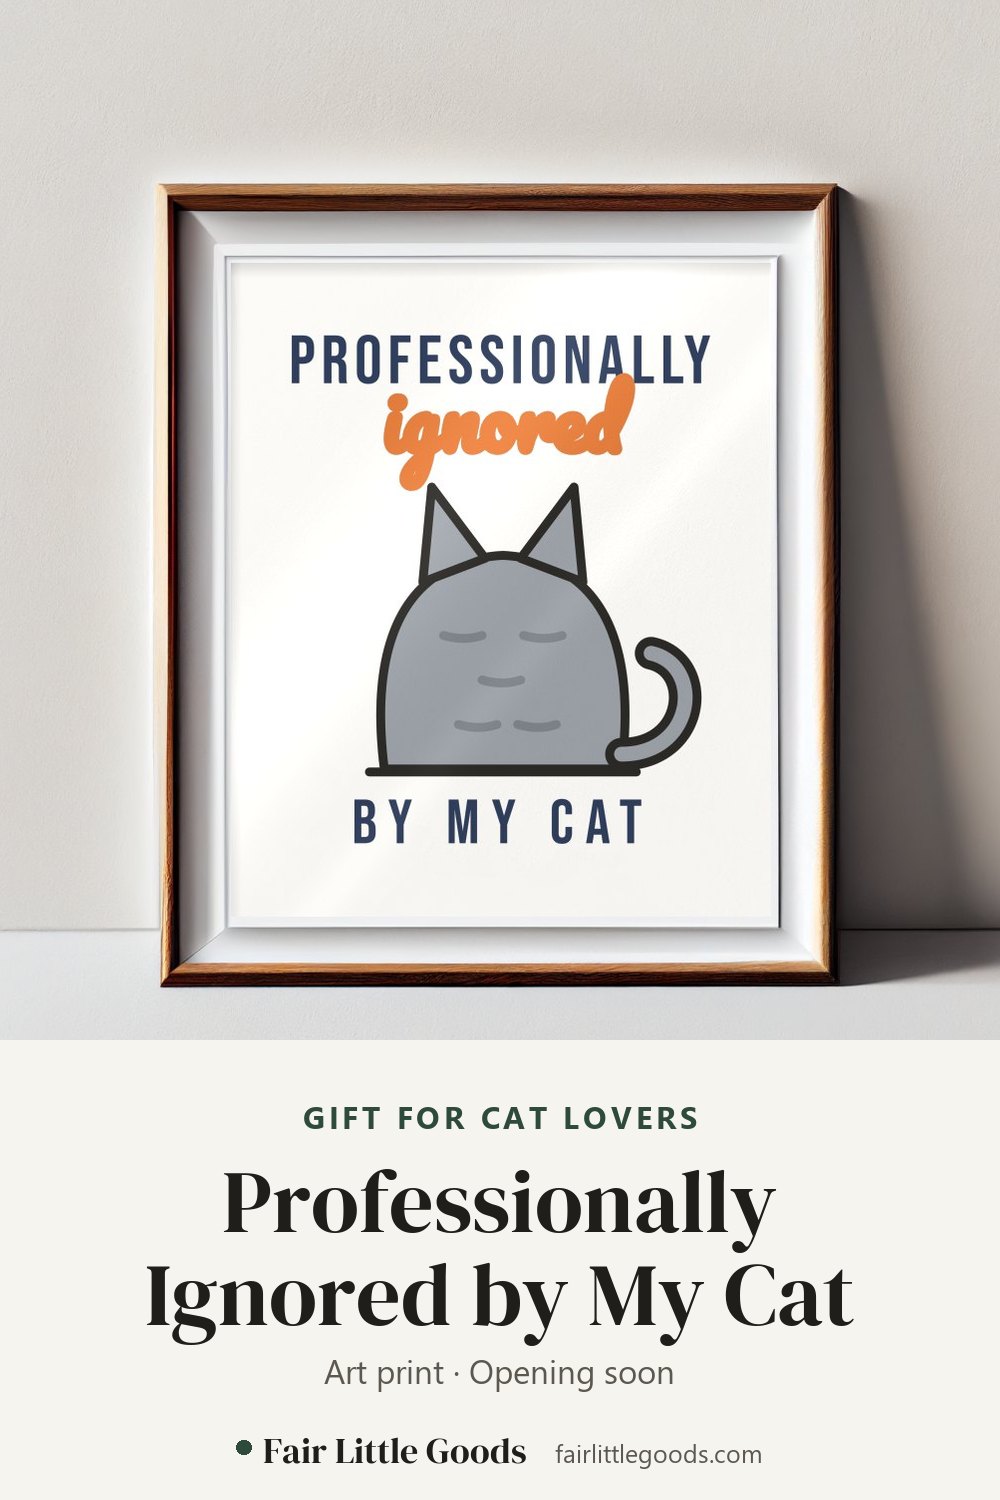 PROFESSIONALLY
ignored
BY MY CAT
GIFT FOR CAT LOVERS
Professionally
Ignored by My Cat
Art print · Opening soon
Fair Little Goods fairlittlegoods.com